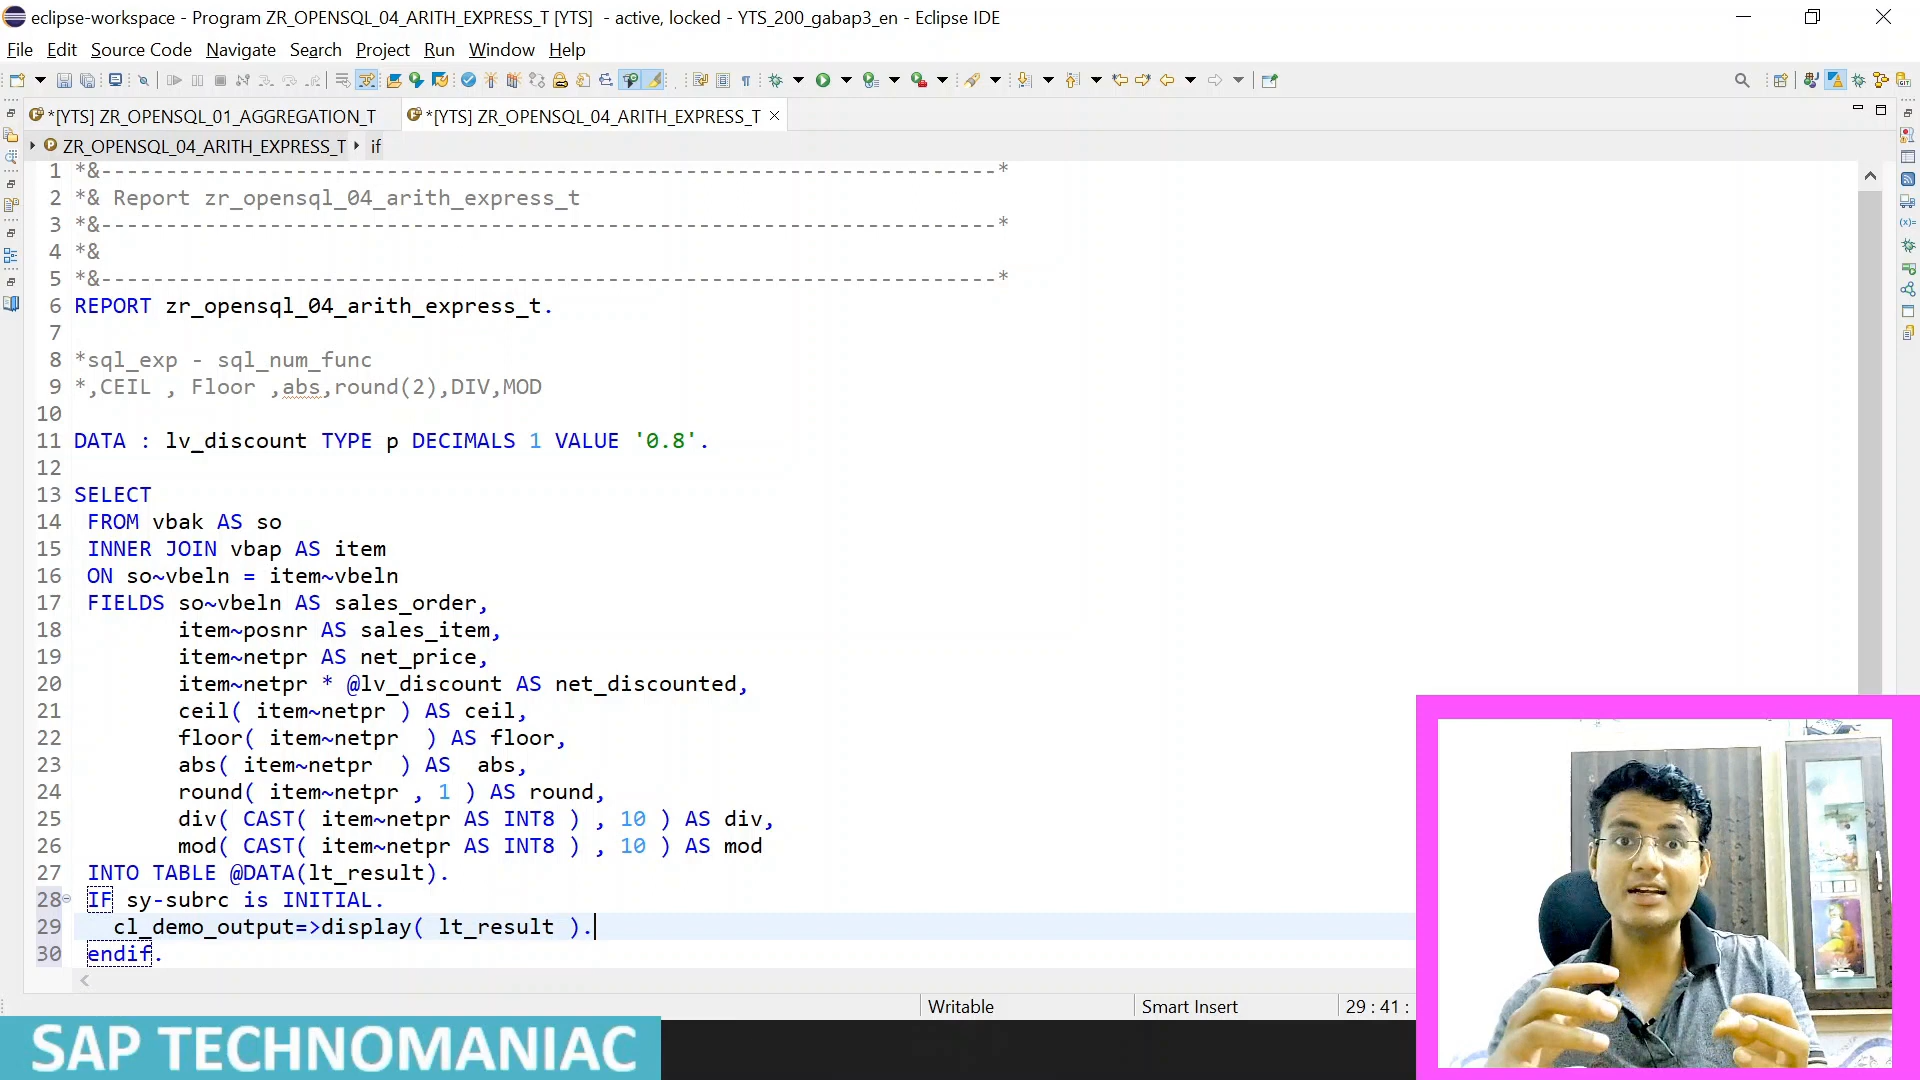 eclipse-workspace - Program ZR_OPENSQL_04_ARITH_EXPRESS_T [YTS]  - active, locked - YTS_200_gabap3_en - Eclipse IDE
File Edit Source Code Navigate Search Project Run Window Help
*[YTS] ZR_OPENSQL_01_AGGREGATION_T *[YTS] ZR_OPENSQL_04_ARITH_EXPRESS_T
ZR_OPENSQL_04_ARITH_EXPRESS_T if
1 *&---------------------------------------------------------------------*
2 *& Report zr_opensql_04_arith_express_t
3 *&---------------------------------------------------------------------*
4 *&
5 *&---------------------------------------------------------------------*
6 REPORT zr_opensql_04_arith_express_t.
7
8 *sql_exp - sql_num_func
9 *,CEIL , Floor ,abs,round(2),DIV,MOD
10
11 DATA : lv_discount TYPE p DECIMALS 1 VALUE '0.8'.
12
13 SELECT
14 FROM vbak AS so
15 INNER JOIN vbap AS item
16 ON so~vbeln = item~vbeln
17 FIELDS so~vbeln AS sales_order,
18 item~posnr AS sales_item,
19 item~netpr AS net_price,
20 item~netpr * @lv_discount AS net_discounted,
21 ceil( item~netpr ) AS ceil,
22 floor( item~netpr  ) AS floor,
23 abs( item~netpr  ) AS  abs,
24 round( item~netpr , 1 ) AS round,
25 div( CAST( item~netpr AS INT8 ) , 10 ) AS div,
26 mod( CAST( item~netpr AS INT8 ) , 10 ) AS mod
27 INTO TABLE @DATA(lt_result).
28 IF sy-subrc is INITIAL.
29 cl_demo_output=>display( lt_result ).
30 endif.
Writable Smart Insert 29 : 41 :
SAP TECHNOMANIAC